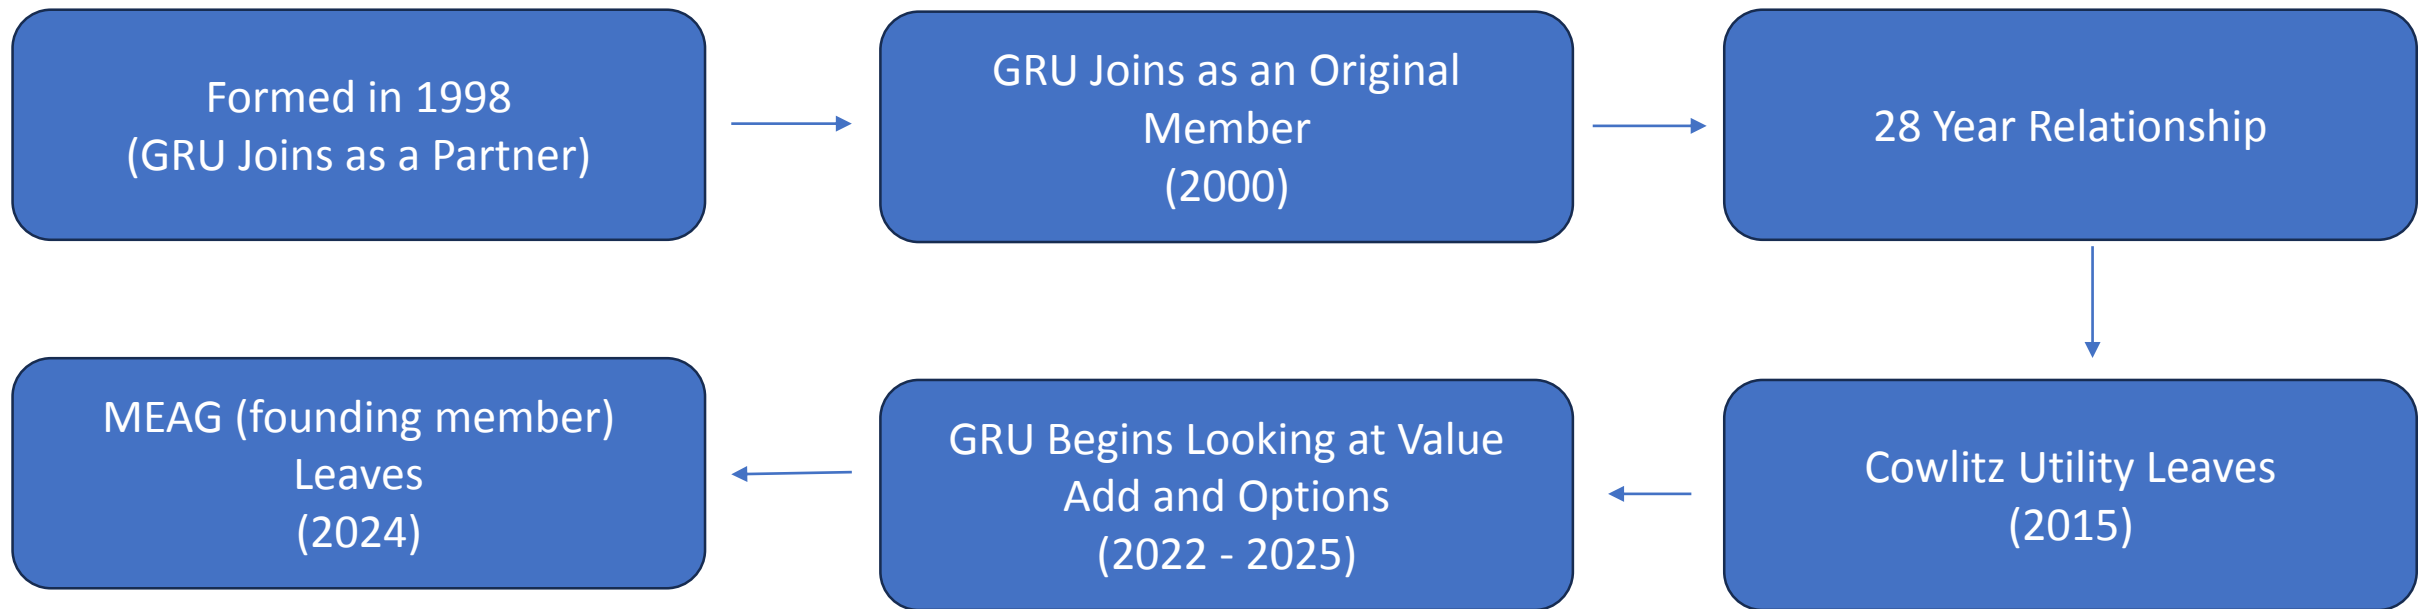 Formed in 1998
(GRU Joins as a Partner)
GRU Joins as an Original
Member
(2000)
28 Year Relationship
Cowlitz Utility Leaves
(2015)
GRU Begins Looking at Value
Add and Options
(2022 - 2025)
MEAG (founding member)
Leaves
(2024)